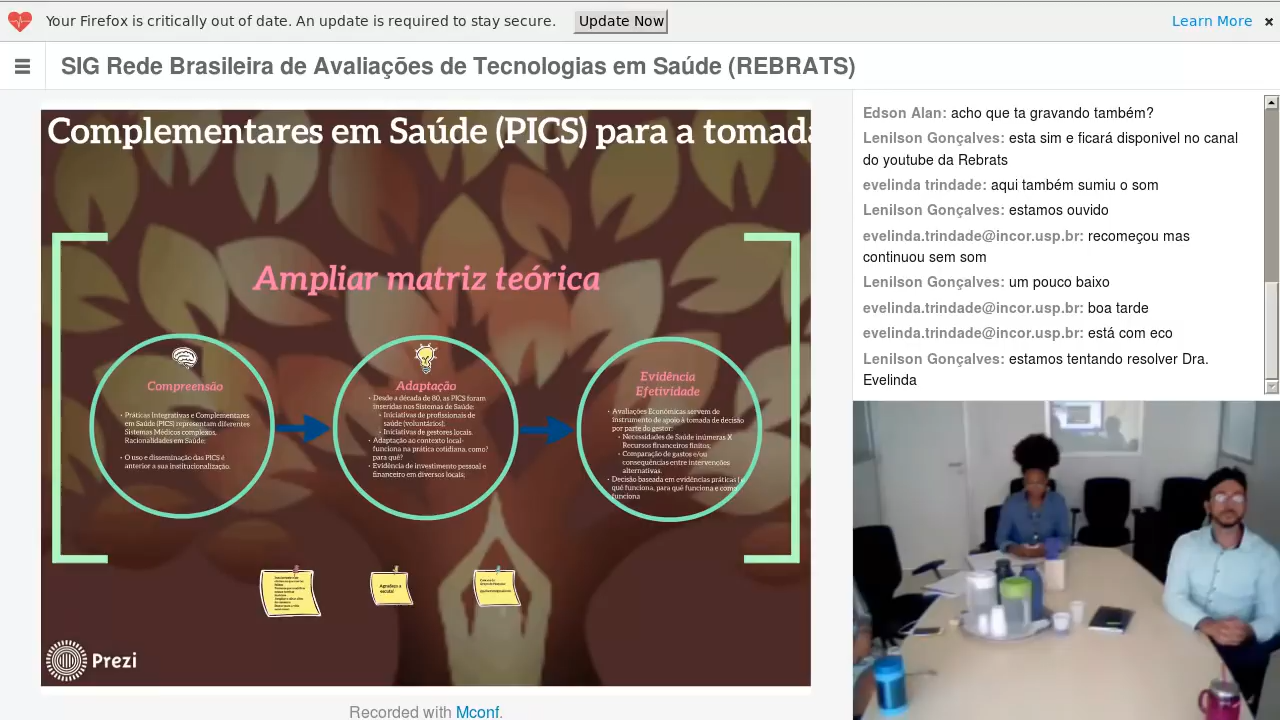 Your Firefox is critically out of date. An update is required to stay secure. Update Now Learn More ×
SIG Rede Brasileira de Avaliações de Tecnologias em Saúde (REBRATS)
Complementares em Saúde (PICS) para a tomada
Ampliar matriz teórica
Compreensão
• Práticas Integrativas e Complementares
em Saúde (PICS) representam diferentes
Sistemas Médicos complexos,
Racionalidades em Saúde;
• O uso e disseminação das PICS é
anterior a sua institucionalização.
Adaptação
• Desde a década de 80, as PICS foram
inseridas nos Sistemas de Saúde;
• Iniciativas de profissionais de
saúde (voluntários);
• Iniciativas de gestores locais.
• Adaptação ao contexto local-
funciona na prática cotidiana, como?
para quê?
• Evidência de investimento pessoal e
financeiro em diversos locais;
Evidência
Efetividade
• Avaliações Econômicas servem de
instrumento de apoio à tomada de decisão
por parte do gestor:
• Necessidades de Saúde inúmeras X
Recursos financeiros finitos;
• Comparação de gastos e/ou
consequências entre intervenções
alternativas.
• Decisão baseada em evidências práticas (o
quê funciona, para quê funciona e como
funciona
Agradeço a
escuta!
Prezi
Recorded with Mconf.
Edson Alan: acho que ta gravando também?
Lenilson Gonçalves: esta sim e ficará disponivel no canal
do youtube da Rebrats
evelinda trindade: aqui também sumiu o som
Lenilson Gonçalves: estamos ouvido
evelinda.trindade@incor.usp.br: recomeçou mas
continuou sem som
Lenilson Gonçalves: um pouco baixo
evelinda.trindade@incor.usp.br: boa tarde
evelinda.trindade@incor.usp.br: está com eco
Lenilson Gonçalves: estamos tentando resolver Dra.
Evelinda